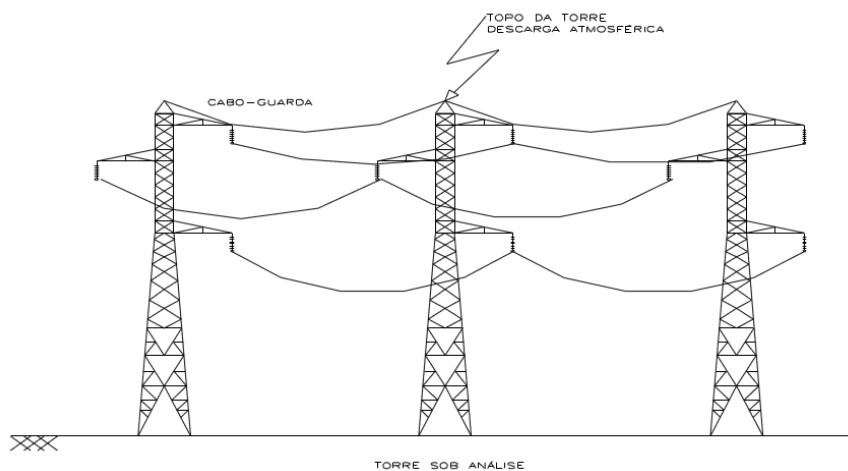 TOPO DA TORRE
DESCARGA ATMOSFÉRICA
CABO-GUARDA
TORRE SOB ANÁLISE